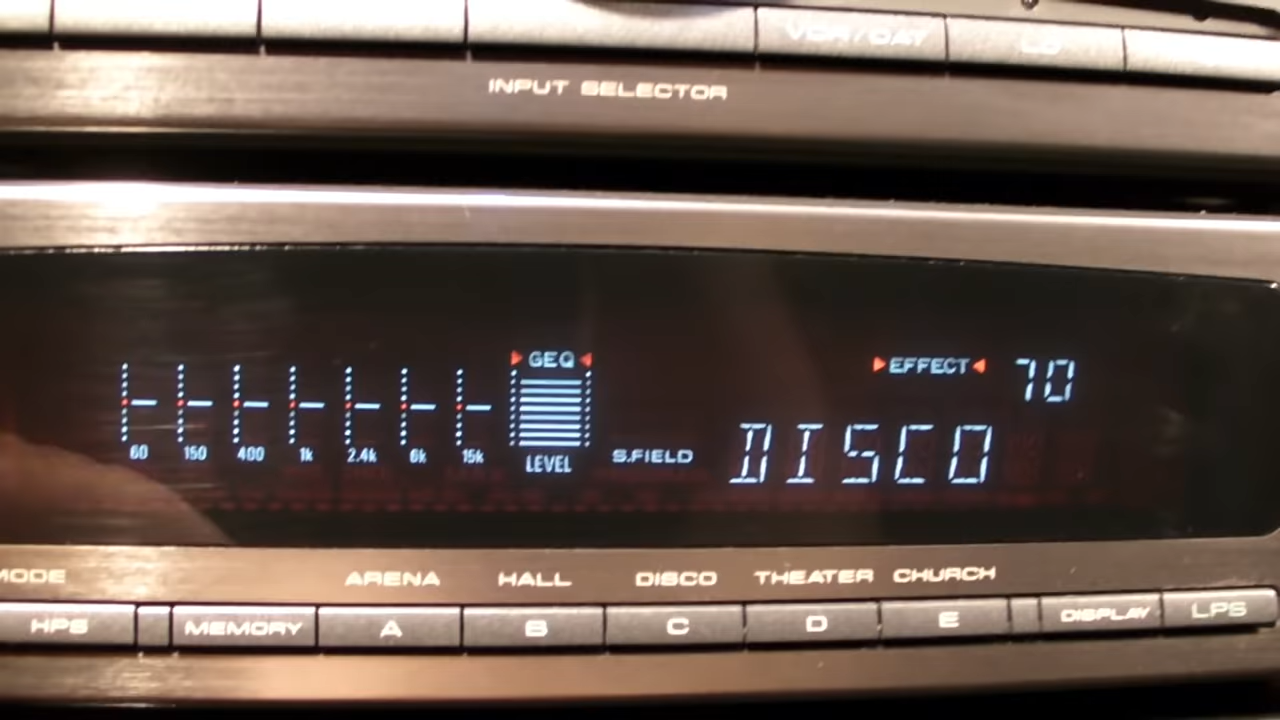 VCR/DAT CD
INPUT SELECTOR
GEQ
EFFECT 70
60 150 400 1k 2.4k 6k 15k
LEVEL
S.FIELD
DISCO
MODE ARENA HALL DISCO THEATER CHURCH
HPS MEMORY A B C D E DISPLAY LPS